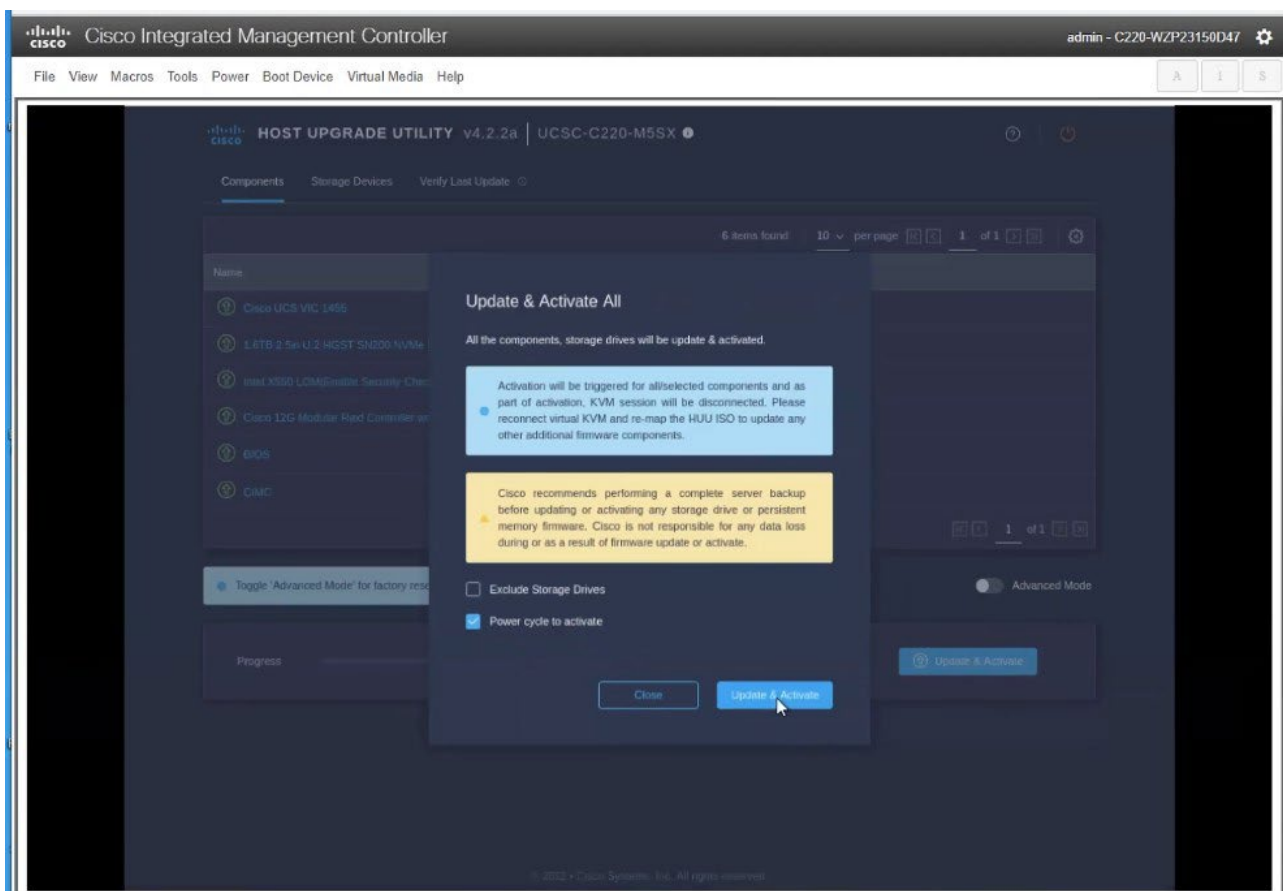 CISCO Cisco Integrated Management Controller admin - C220-WZP23150D47
File View Macros Tools Power Boot Device Virtual Media Help A 1 S
CISCO HOST UPGRADE UTILITY v4.2.2a UCSC-C220-M5SX
Components Storage Devices Verify Last Update
6 items found 10 per page 1 of 1
Name
Cisco UCS VIC 1455
1.6TB 2.5in U.2 HGST SN200 NVMe
Intel X550 LOM(Enable Security
Cisco 12G Modular Raid Controller
BIOS
CIMC
1 of 1
Toggle 'Advanced Mode' for factory Advanced Mode
Progress Update & Activate
Update & Activate All
All the components, storage drives will be update & activated.
Activation will be triggered for all/selected components and as
part of activation, KVM session will be disconnected. Please
reconnect virtual KVM and re-map the HUU ISO to update any
other additional firmware components.
Cisco recommends performing a complete server backup
before updating or activating any storage drive or persistent
memory firmware. Cisco is not responsible for any data loss
during or as a result of firmware update or activate.
Exclude Storage Drives
Power cycle to activate
Close Update & Activate
© 2022 • Cisco Systems, Inc. All rights reserved.